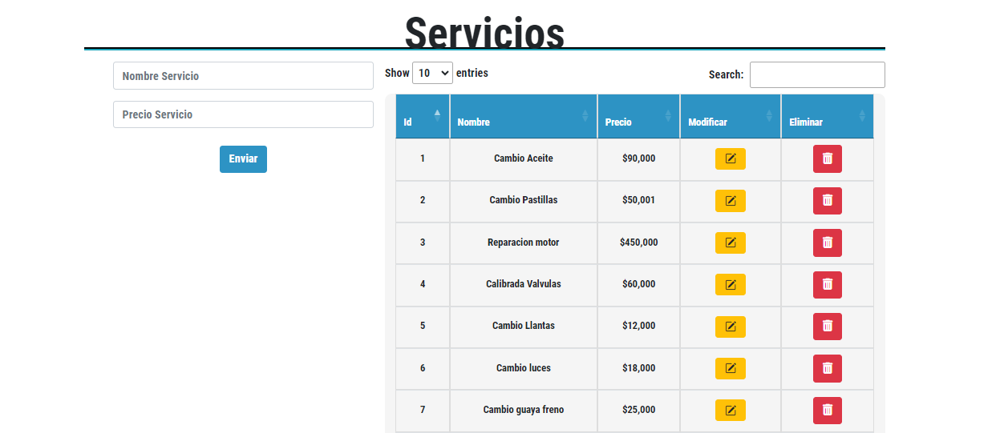 Servicios
Nombre Servicio
Precio Servicio
Enviar
Show 10 entries
Search:
Id Nombre Precio Modificar Eliminar
1 Cambio Aceite $90,000
2 Cambio Pastillas $50,001
3 Reparacion motor $450,000
4 Calibrada Valvulas $60,000
5 Cambio Llantas $12,000
6 Cambio luces $18,000
7 Cambio guaya freno $25,000